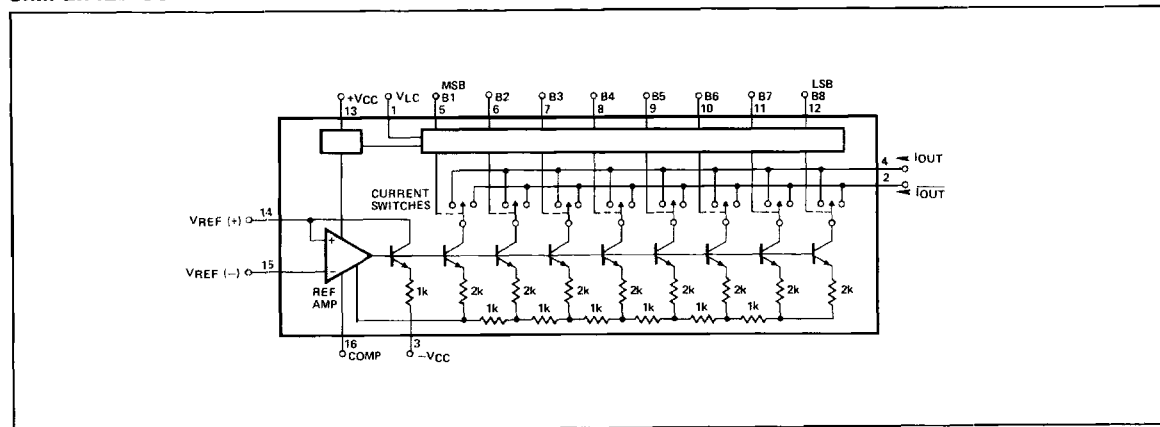 +VCC
13
VLC
1
MSB
B1
5
B2
6
B3
7
B4
8
B5
9
B6
10
B7
11
LSB
B8
12
4
IOUT
2
IOUT
CURRENT
SWITCHES
VREF (+)
14
+
VREF (−)
15
−
REF
AMP
1k
2k
2k
2k
2k
2k
2k
2k
2k
1k
1k
1k
1k
1k
1k
16
COMP
3
−VCC